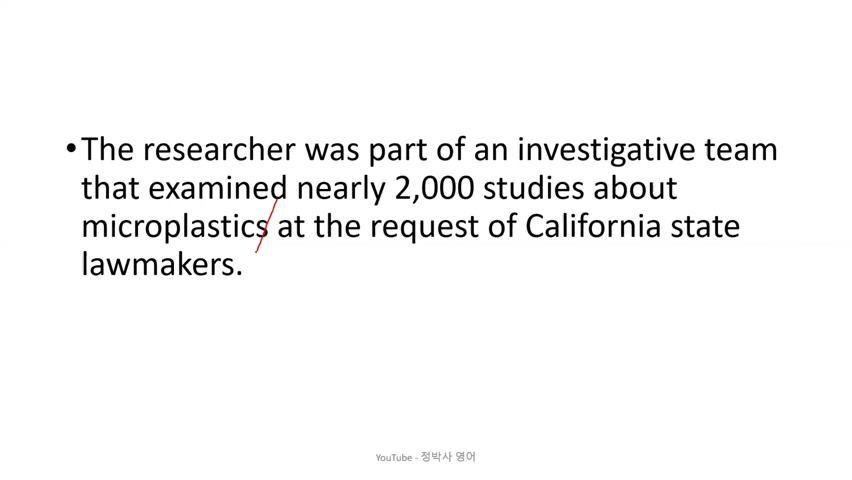 •The researcher was part of an investigative team
that examined nearly 2,000 studies about
microplastics at the request of California state
lawmakers.
YouTube - 정박사 영어